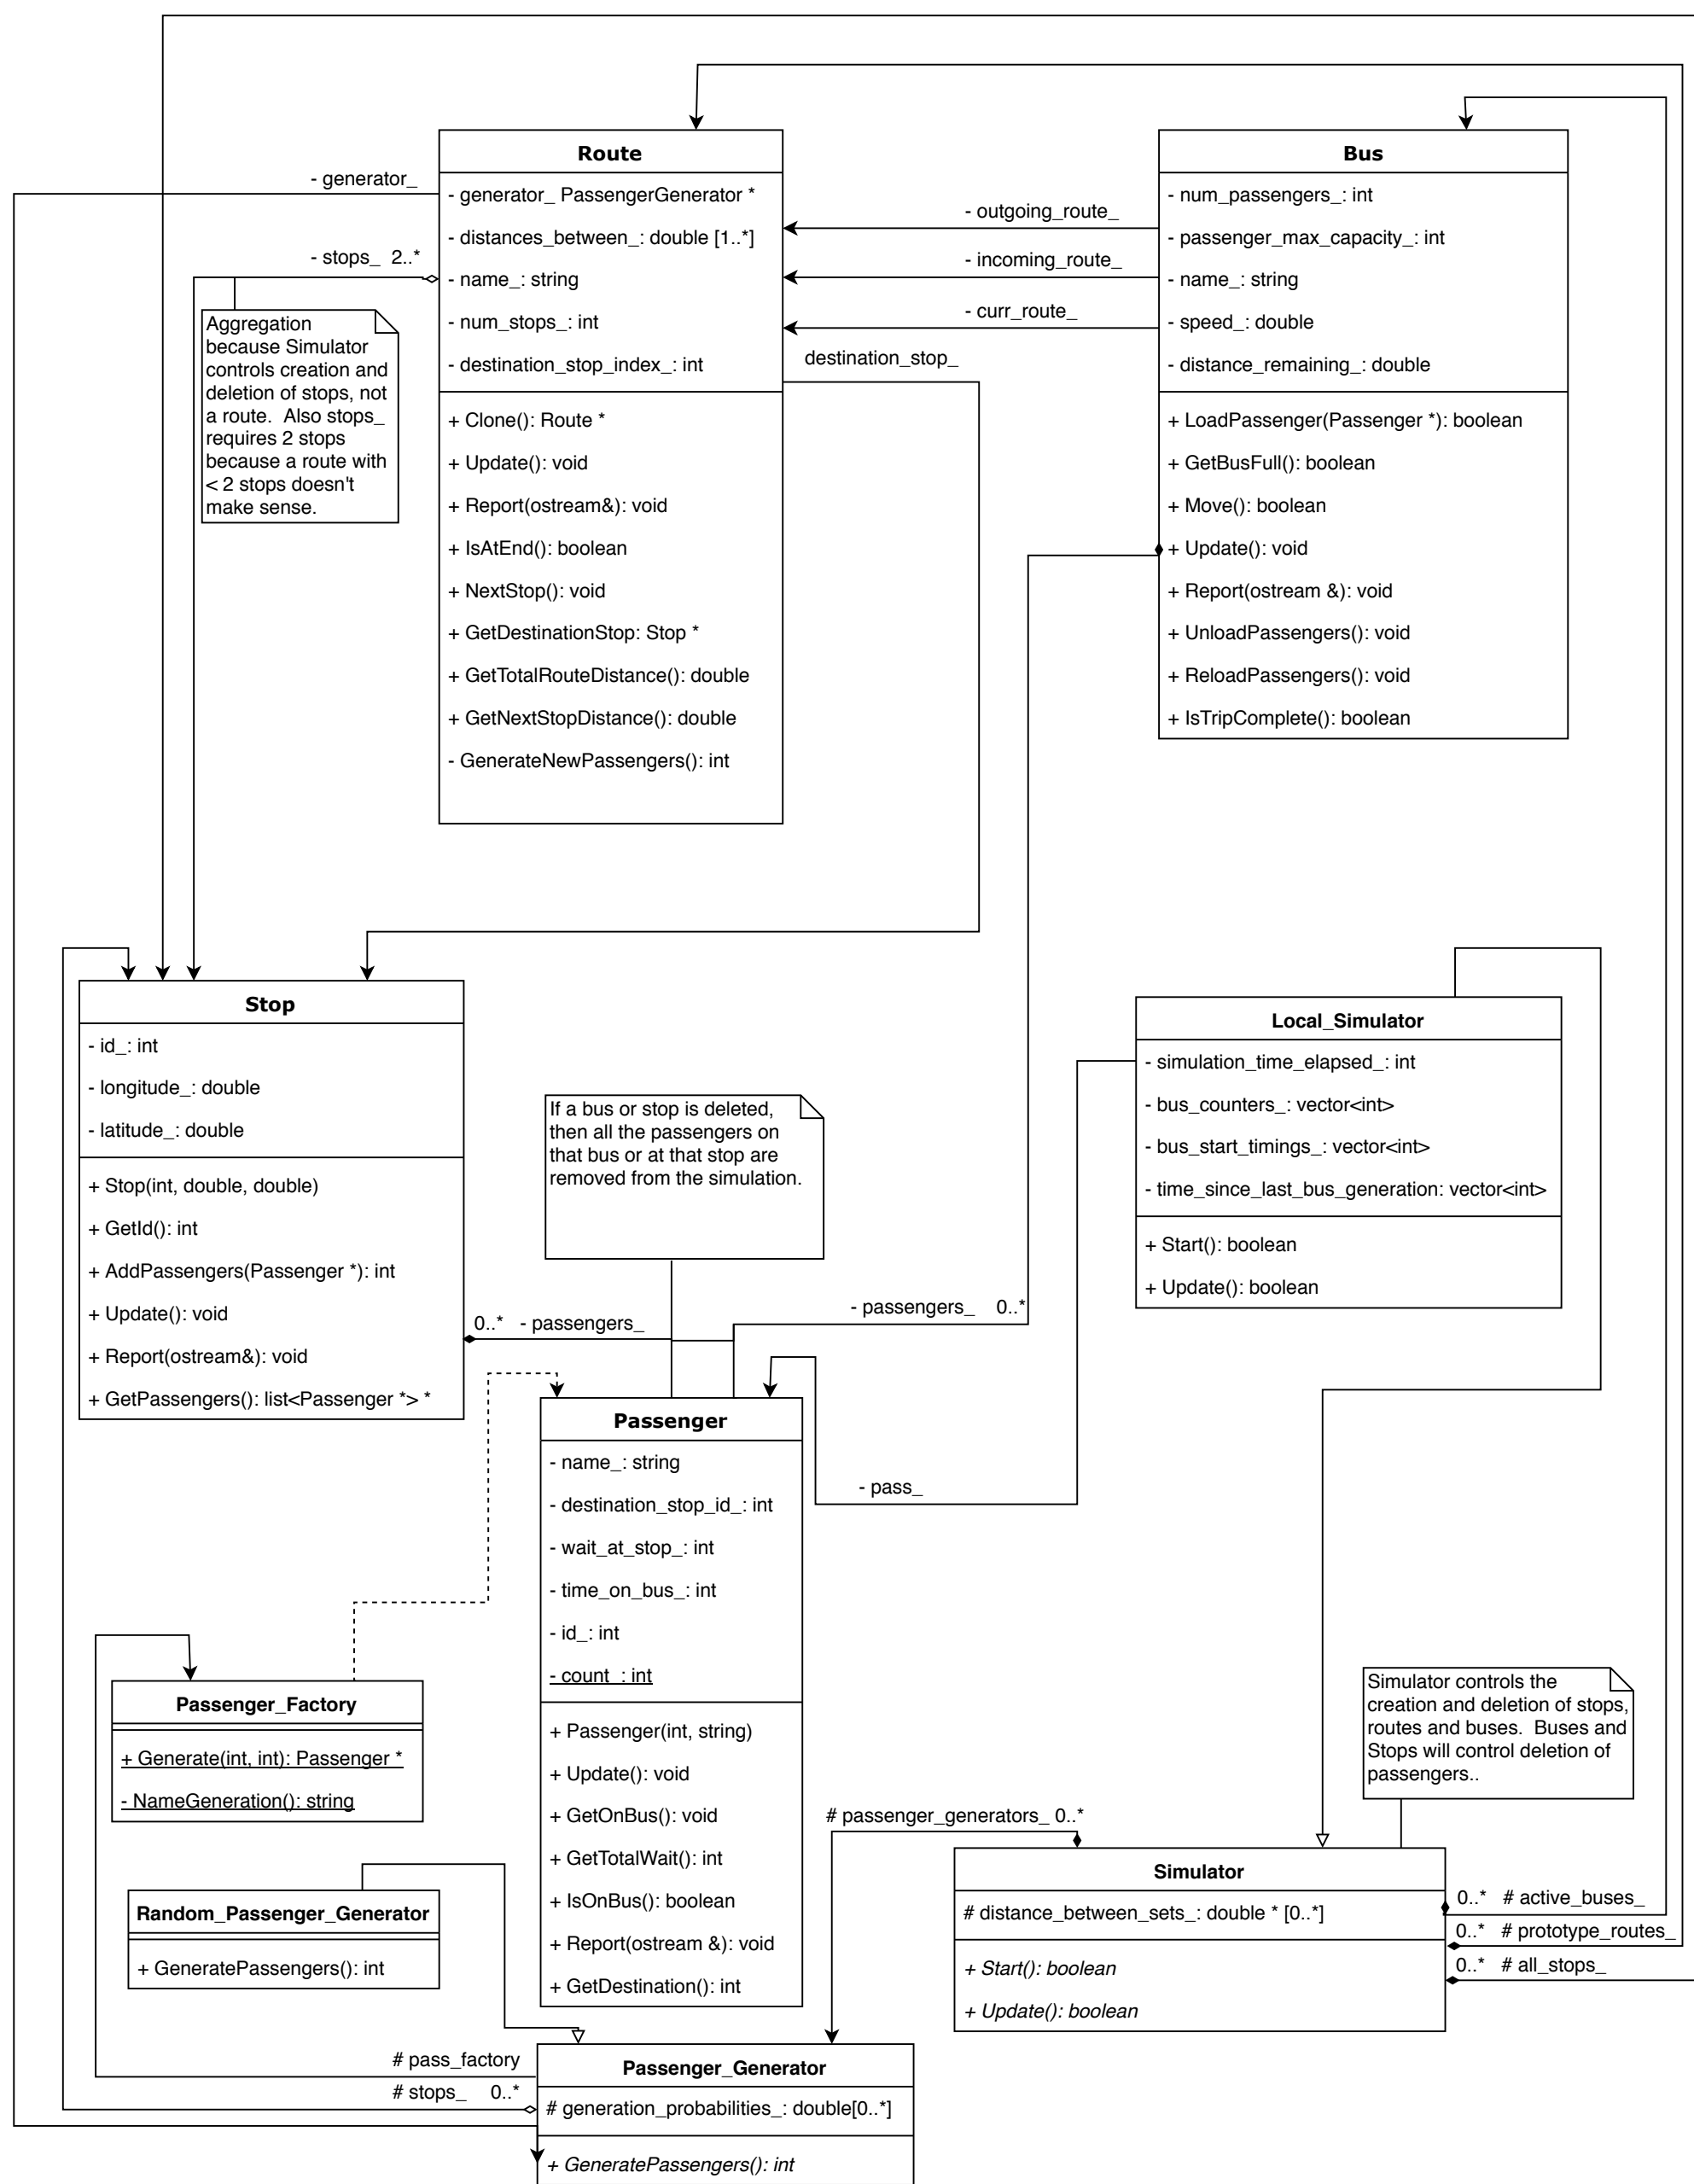 Route
- generator_ PassengerGenerator *
- distances_between_: double [1..*]
- name_: string
- num_stops_: int
- destination_stop_index_: int
+ Clone(): Route *
+ Update(): void
+ Report(ostream&): void
+ IsAtEnd(): boolean
+ NextStop(): void
+ GetDestinationStop: Stop *
+ GetTotalRouteDistance(): double
+ GetNextStopDistance(): double
- GenerateNewPassengers(): int
Bus
- num_passengers_: int
- passenger_max_capacity_: int
- name_: string
- speed_: double
- distance_remaining_: double
+ LoadPassenger(Passenger *): boolean
+ GetBusFull(): boolean
+ Move(): boolean
+ Update(): void
+ Report(ostream &): void
+ UnloadPassengers(): void
+ ReloadPassengers(): void
+ IsTripComplete(): boolean
- generator_
- stops_ 2..*
- outgoing_route_
- incoming_route_
- curr_route_
destination_stop_
Aggregation
because Simulator
controls creation and
deletion of stops, not
a route. Also stops_
requires 2 stops
because a route with
< 2 stops doesn't
make sense.
Stop
- id_: int
- longitude_: double
- latitude_: double
+ Stop(int, double, double)
+ GetId(): int
+ AddPassengers(Passenger *): int
+ Update(): void
+ Report(ostream&): void
+ GetPassengers(): list<Passenger *> *
If a bus or stop is deleted,
then all the passengers on
that bus or at that stop are
removed from the simulation.
Local_Simulator
- simulation_time_elapsed_: int
- bus_counters_: vector<int>
- bus_start_timings_: vector<int>
- time_since_last_bus_generation: vector<int>
+ Start(): boolean
+ Update(): boolean
0..* - passengers_
- passengers_ 0..*
- pass_
Passenger
- name_: string
- destination_stop_id_: int
- wait_at_stop_: int
- time_on_bus_: int
- id_: int
- count_: int
+ Passenger(int, string)
+ Update(): void
+ GetOnBus(): void
+ GetTotalWait(): int
+ IsOnBus(): boolean
+ Report(ostream &): void
+ GetDestination(): int
Passenger_Factory
+ Generate(int, int): Passenger *
- NameGeneration(): string
Random_Passenger_Generator
+ GeneratePassengers(): int
Simulator controls the
creation and deletion of stops,
routes and buses. Buses and
Stops will control deletion of
passengers..
# passenger_generators_ 0..*
Simulator
# distance_between_sets_: double * [0..*]
+ Start(): boolean
+ Update(): boolean
0..* # active_buses_
0..* # prototype_routes_
0..* # all_stops_
# pass_factory
# stops_ 0..*
Passenger_Generator
# generation_probabilities_: double[0..*]
+ GeneratePassengers(): int